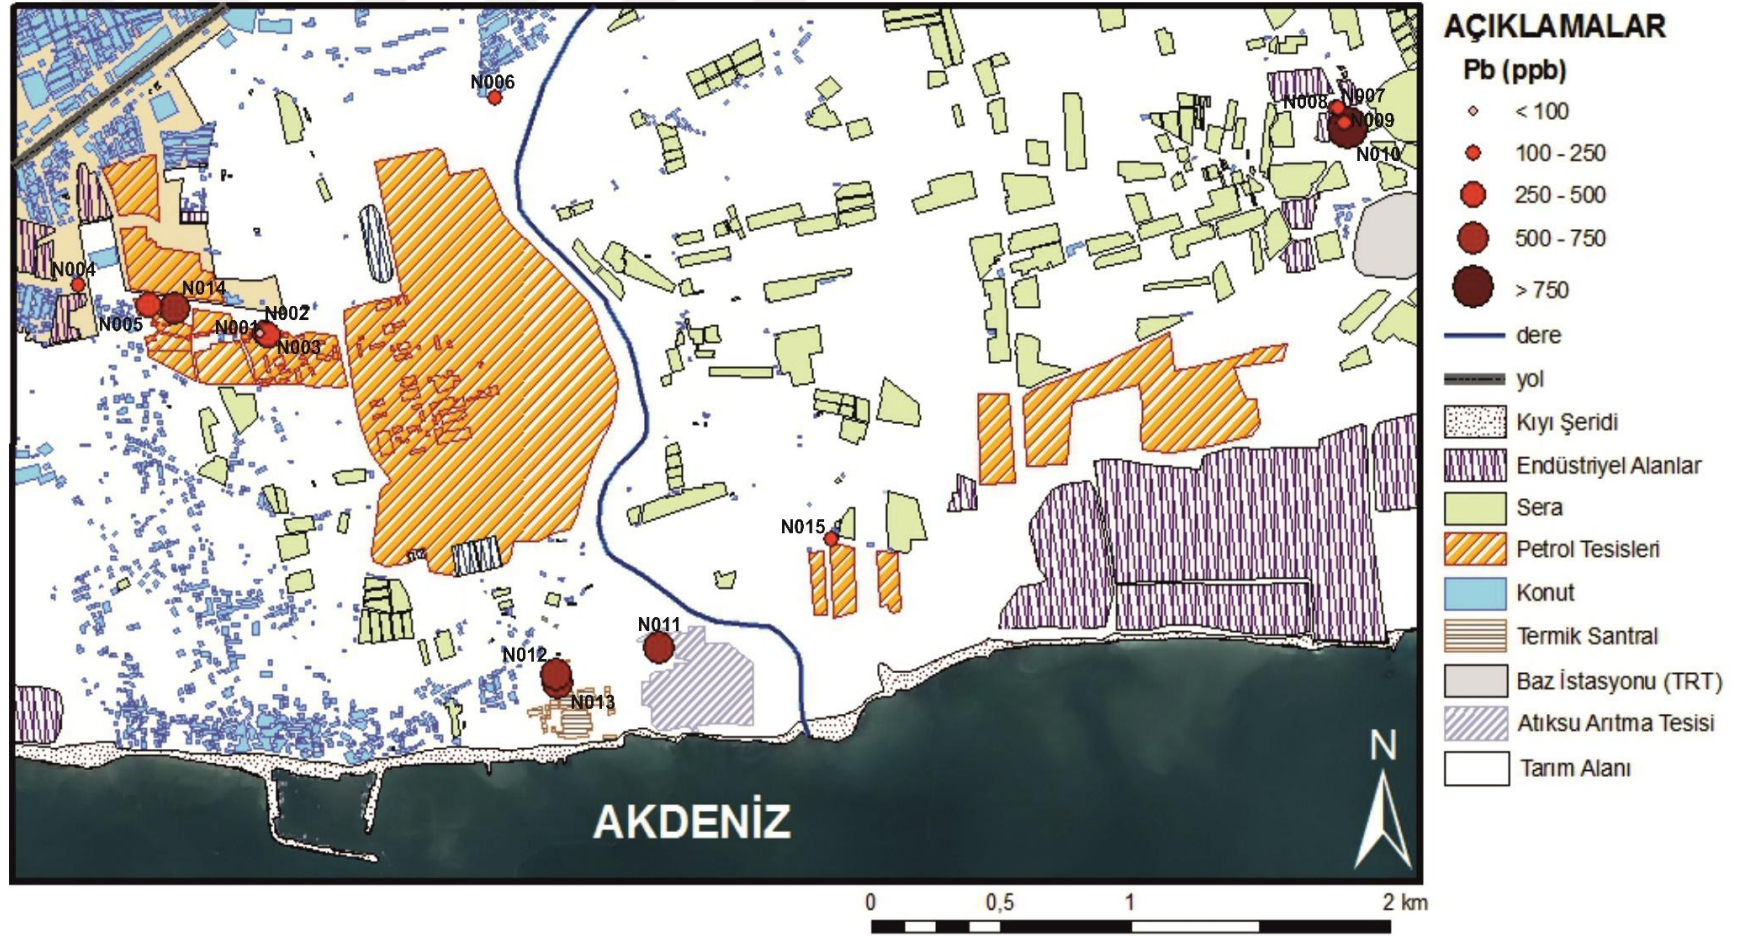 N006
N008 N007
N009
N010
N004
N014
N005
N002
N001
N003
N015
N011
N012
N013
AKDENİZ
N
0 0,5 1 2 km
AÇIKLAMALAR
Pb (ppb)
< 100
100 - 250
250 - 500
500 - 750
> 750
dere
yol
Kıyı Şeridi
Endüstriyel Alanlar
Sera
Petrol Tesisleri
Konut
Termik Santral
Baz İstasyonu (TRT)
Atıksu Arıtma Tesisi
Tarım Alanı